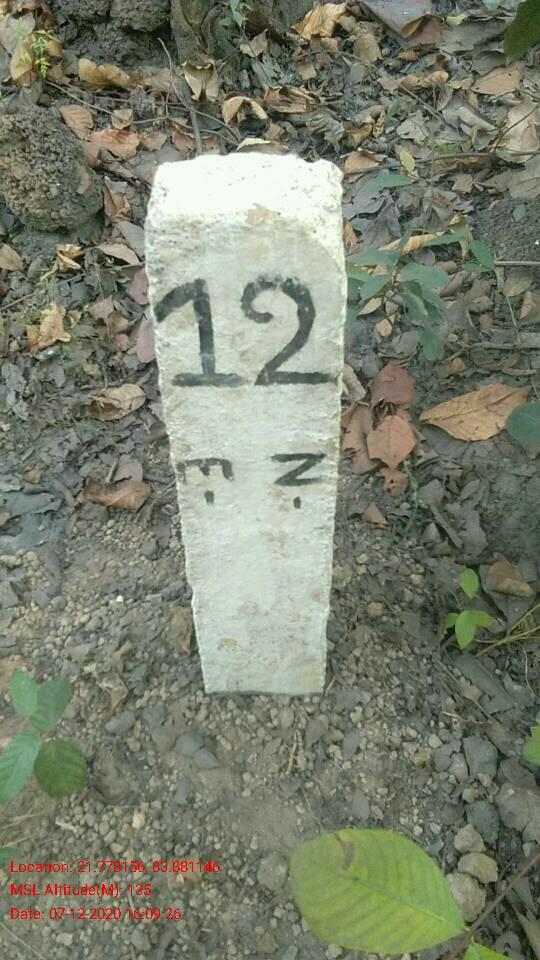 12
E- N-
Location: 21.778156, 83.881146
MSL Altitude(M): 135
Date: 07-12-2020 16:09:26